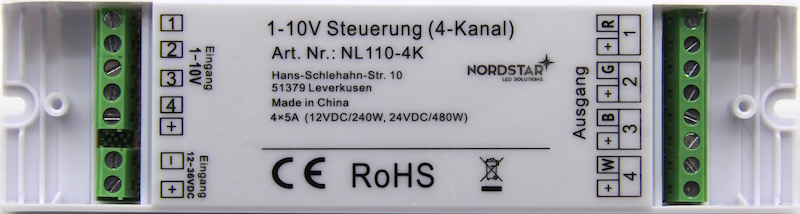 1
2
3
4
+
Eingang
1-10V
–
+
Eingang
12-36VDC
1-10V Steuerung (4-Kanal)
Art. Nr.: NL110-4K
Hans-Schlehahn-Str. 10
51379 Leverkusen
Made in China
4×5A (12VDC/240W, 24VDC/480W)
CE RoHS
NORDSTAR
LED SOLUTIONS
Ausgang
+ R 1
+ G 2
+ B 3
+ W 4